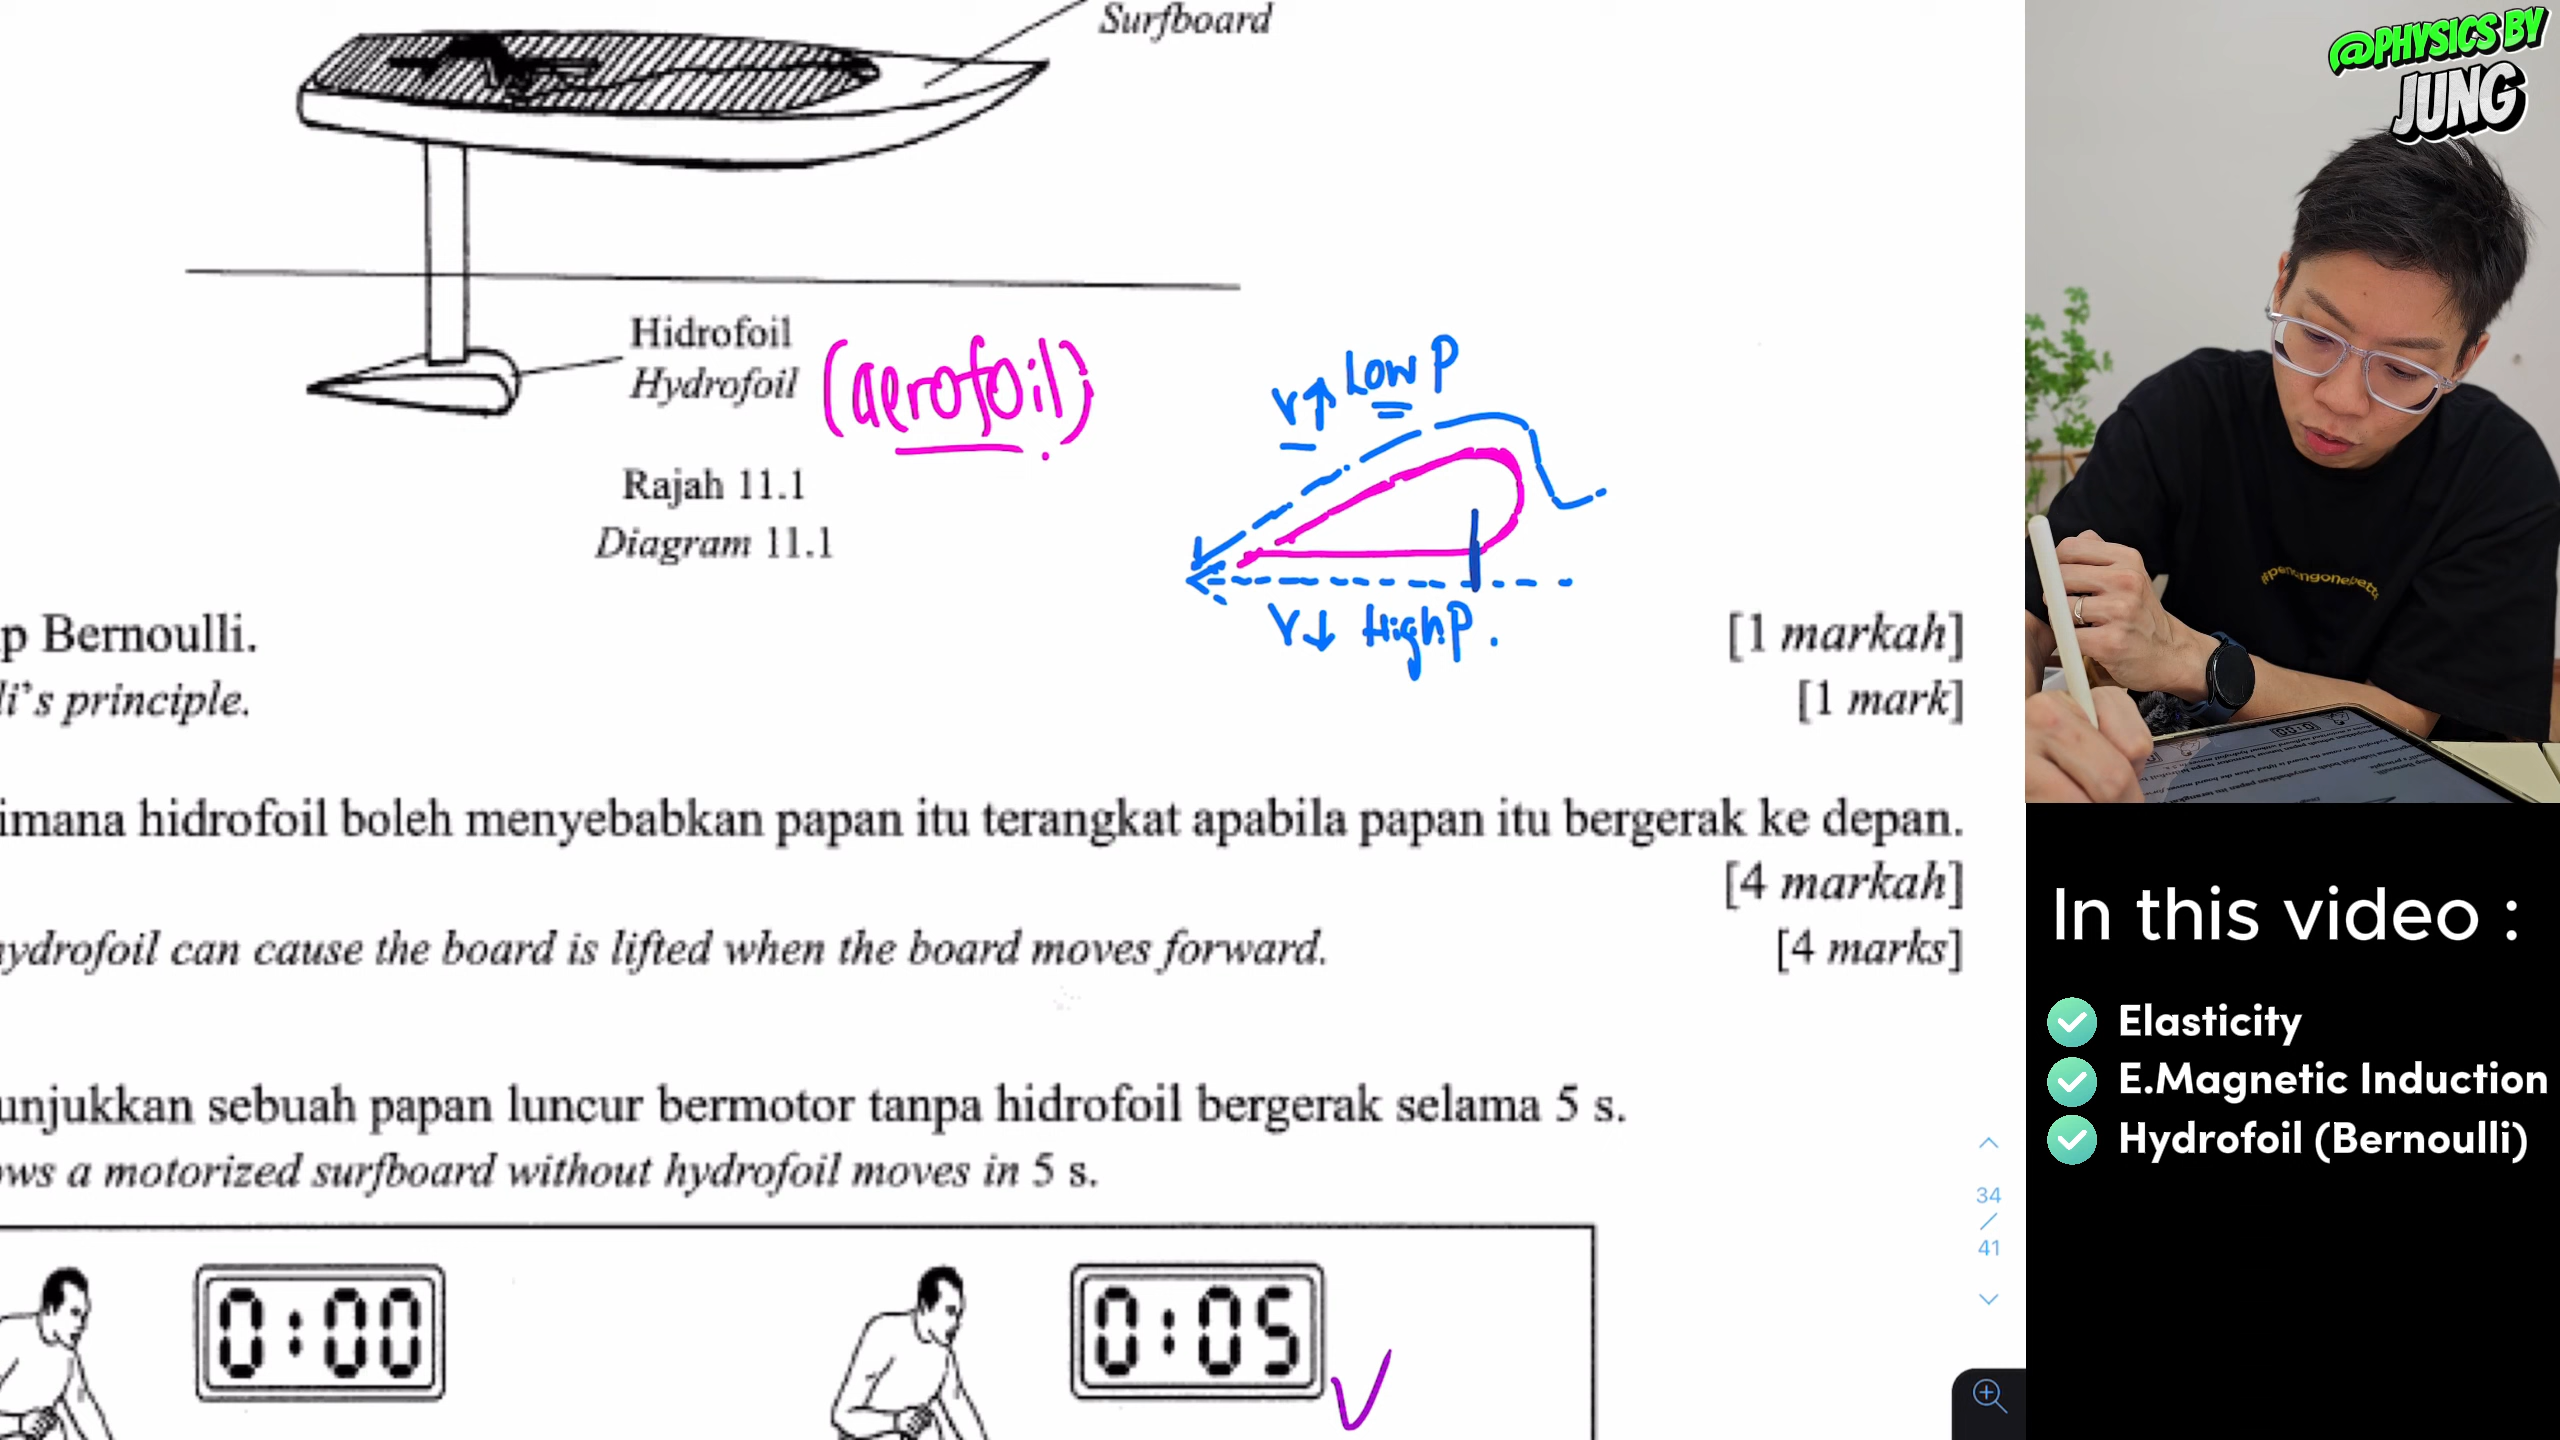 Surfboard
Hidrofoil
Hydrofoil
(aerofoil)
v↑ Low P
v↓ High P.
Rajah 11.1
Diagram 11.1
p Bernoulli.
[1 markah]
li's principle.
[1 mark]
imana hidrofoil boleh menyebabkan papan itu terangkat apabila papan itu bergerak ke depan.
[4 markah]
ydrofoil can cause the board is lifted when the board moves forward.
[4 marks]
unjukkan sebuah papan luncur bermotor tanpa hidrofoil bergerak selama 5 s.
ows a motorized surfboard without hydrofoil moves in 5 s.
0:00
0:05
34
/
41
@PHYSICS BY
JUNG
In this video :
Elasticity
E.Magnetic Induction
Hydrofoil (Bernoulli)